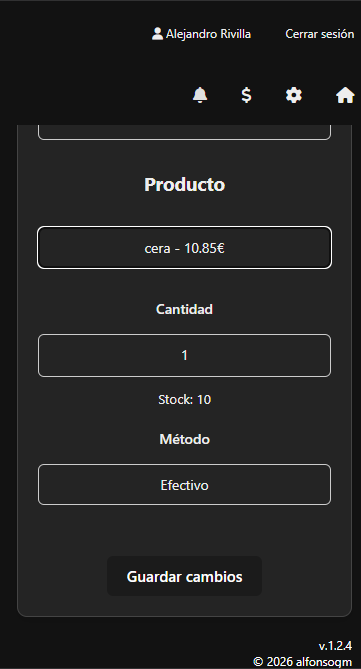 Alejandro Rivilla Cerrar sesión
Producto
cera - 10.85€
Cantidad
1
Stock: 10
Método
Efectivo
Guardar cambios
v.1.2.4
© 2026 alfonsoqm